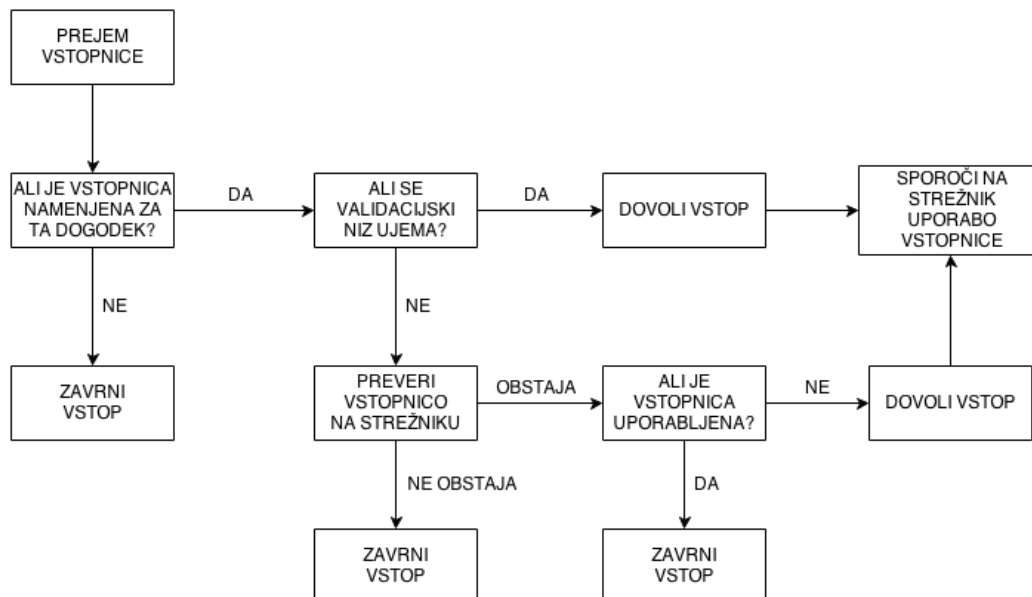 PREJEM
VSTOPNICE
ALI JE VSTOPNICA
NAMENJENA ZA
TA DOGODEK?
DA
ALI SE
VALIDACIJSKI
NIZ UJEMA?
DA
DOVOLI VSTOP
SPOROČI NA
STREŽNIK
UPORABO
VSTOPNICE
NE
NE
ZAVRNI
VSTOP
PREVERI
VSTOPNICO
NA STREŽNIKU
OBSTAJA
ALI JE
VSTOPNICA
UPORABLJENA?
NE
DOVOLI VSTOP
NE OBSTAJA
DA
ZAVRNI
VSTOP
ZAVRNI
VSTOP